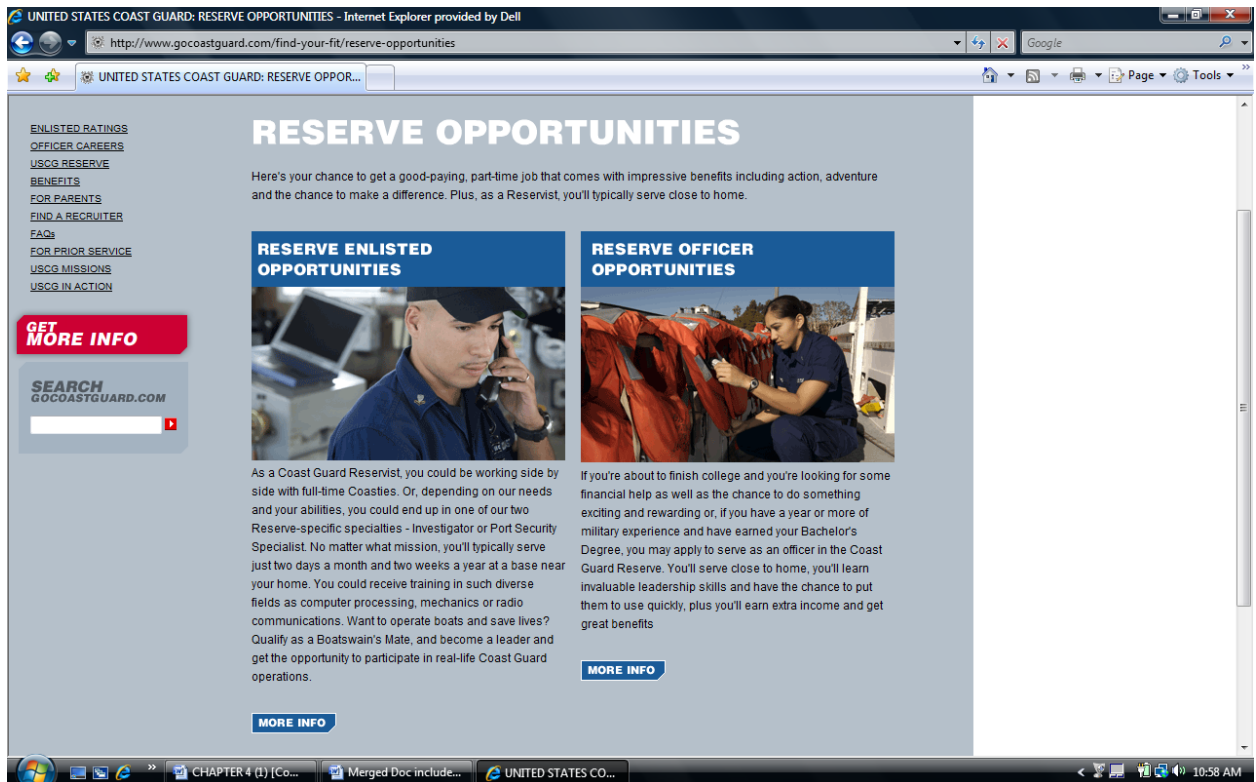 UNITED STATES COAST GUARD: RESERVE OPPORTUNITIES - Internet Explorer provided by Dell
http://www.gocoastguard.com/find-your-fit/reserve-opportunities
Google
UNITED STATES COAST GUARD: RESERVE OPPOR...
Page
Tools
ENLISTED RATINGS
OFFICER CAREERS
USCG RESERVE
BENEFITS
FOR PARENTS
FIND A RECRUITER
FAQs
FOR PRIOR SERVICE
USCG MISSIONS
USCG IN ACTION
GET
MORE INFO
SEARCH
GOCOASTGUARD.COM
RESERVE OPPORTUNITIES
Here's your chance to get a good-paying, part-time job that comes with impressive benefits including action, adventure
and the chance to make a difference. Plus, as a Reservist, you'll typically serve close to home.
RESERVE ENLISTED
OPPORTUNITIES
As a Coast Guard Reservist, you could be working side by
side with full-time Coasties. Or, depending on our needs
and your abilities, you could end up in one of our two
Reserve-specific specialties - Investigator or Port Security
Specialist. No matter what mission, you'll typically serve
just two days a month and two weeks a year at a base near
your home. You could receive training in such diverse
fields as computer processing, mechanics or radio
communications. Want to operate boats and save lives?
Qualify as a Boatswain's Mate, and become a leader and
get the opportunity to participate in real-life Coast Guard
operations.
MORE INFO
RESERVE OFFICER
OPPORTUNITIES
If you're about to finish college and you're looking for some
financial help as well as the chance to do something
exciting and rewarding or, if you have a year or more of
military experience and have earned your Bachelor's
Degree, you may apply to serve as an officer in the Coast
Guard Reserve. You'll serve close to home, you'll learn
invaluable leadership skills and have the chance to put
them to use quickly, plus you'll earn extra income and get
great benefits
MORE INFO
CHAPTER 4 (1) [Co...
Merged Doc include...
UNITED STATES CO...
10:58 AM